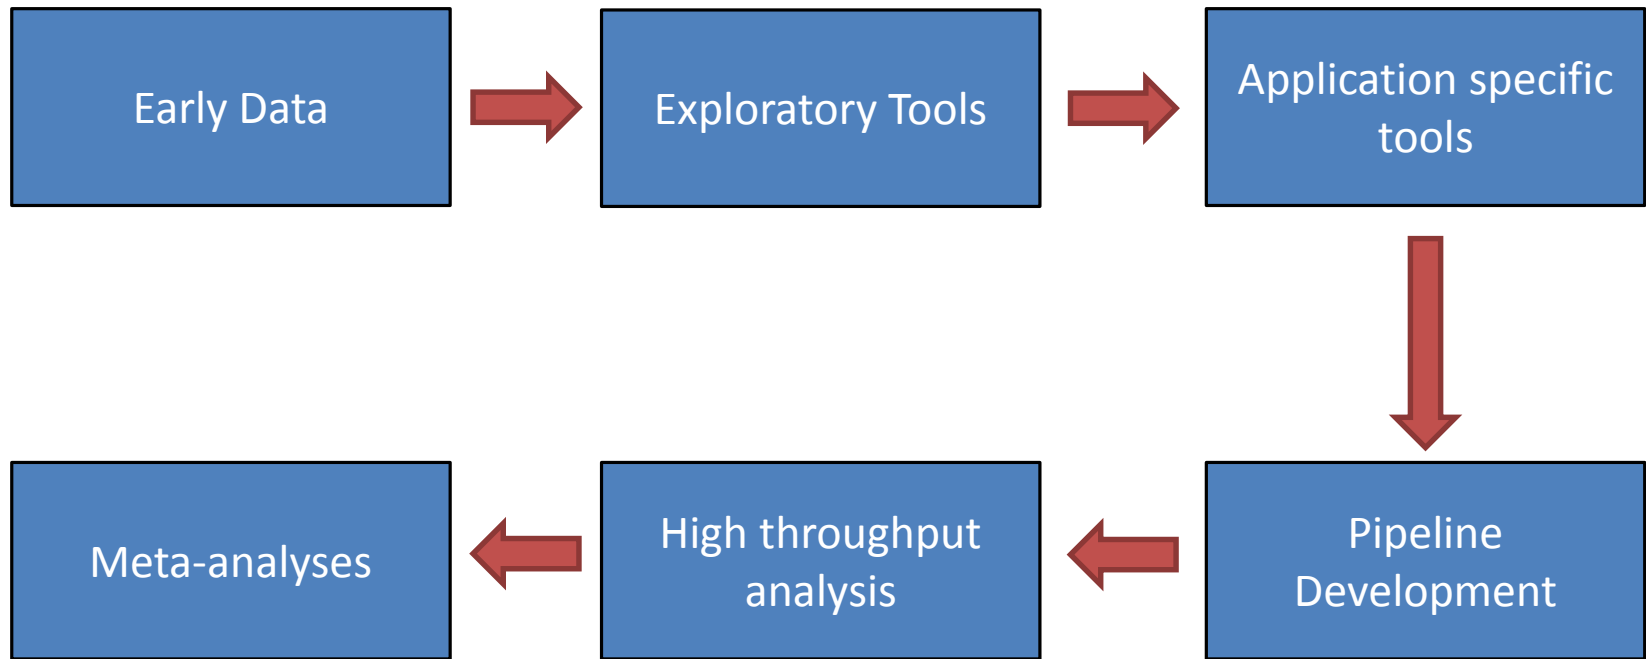 Early Data
Exploratory Tools
Application specific
tools
Pipeline
Development
High throughput
analysis
Meta-analyses